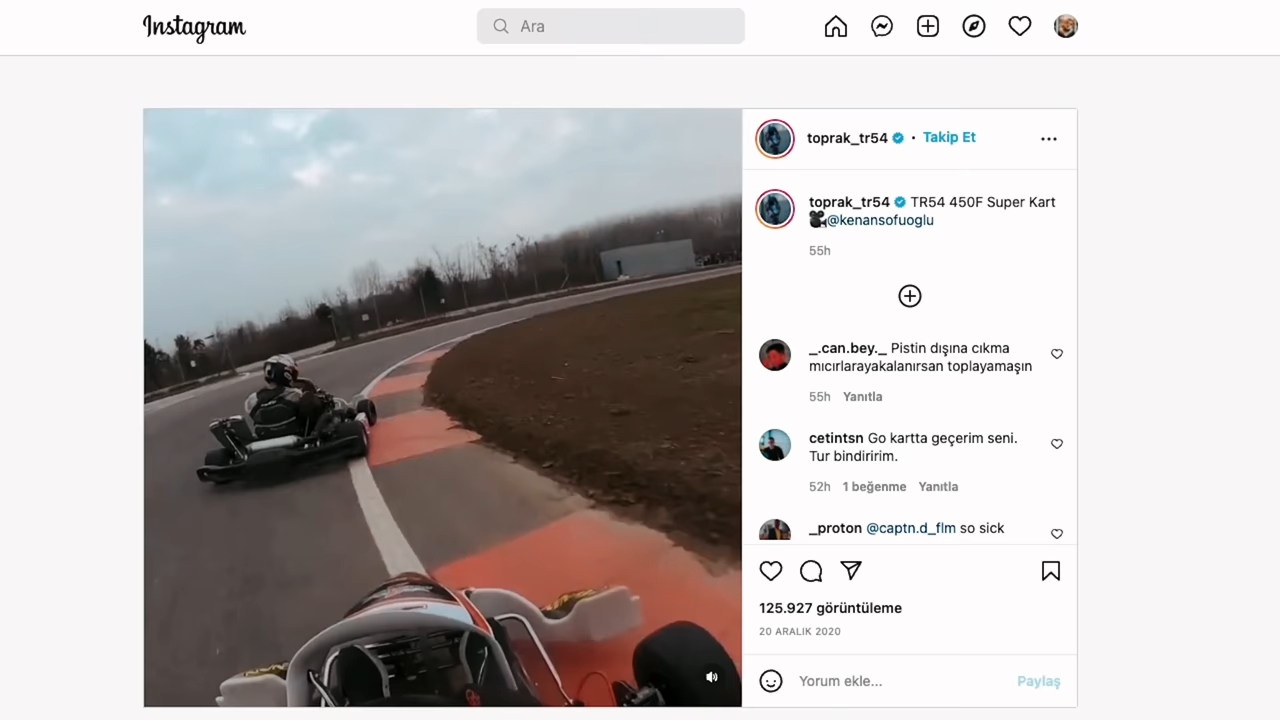 Instagram
Ara
toprak_tr54 • Takip Et
toprak_tr54 TR54 450F Super Kart
@kenansofuoglu
55h
_.can.bey._ Pistin dışına cıkma
mıcırlarayakalanırsan toplayamaşın
55h Yanıtla
cetintsn Go kartta geçerim seni.
Tur bindiririm.
52h 1 beğenme Yanıtla
_proton @captn.d_flm so sick
125.927 görüntüleme
20 ARALIK 2020
Yorum ekle... Paylaş